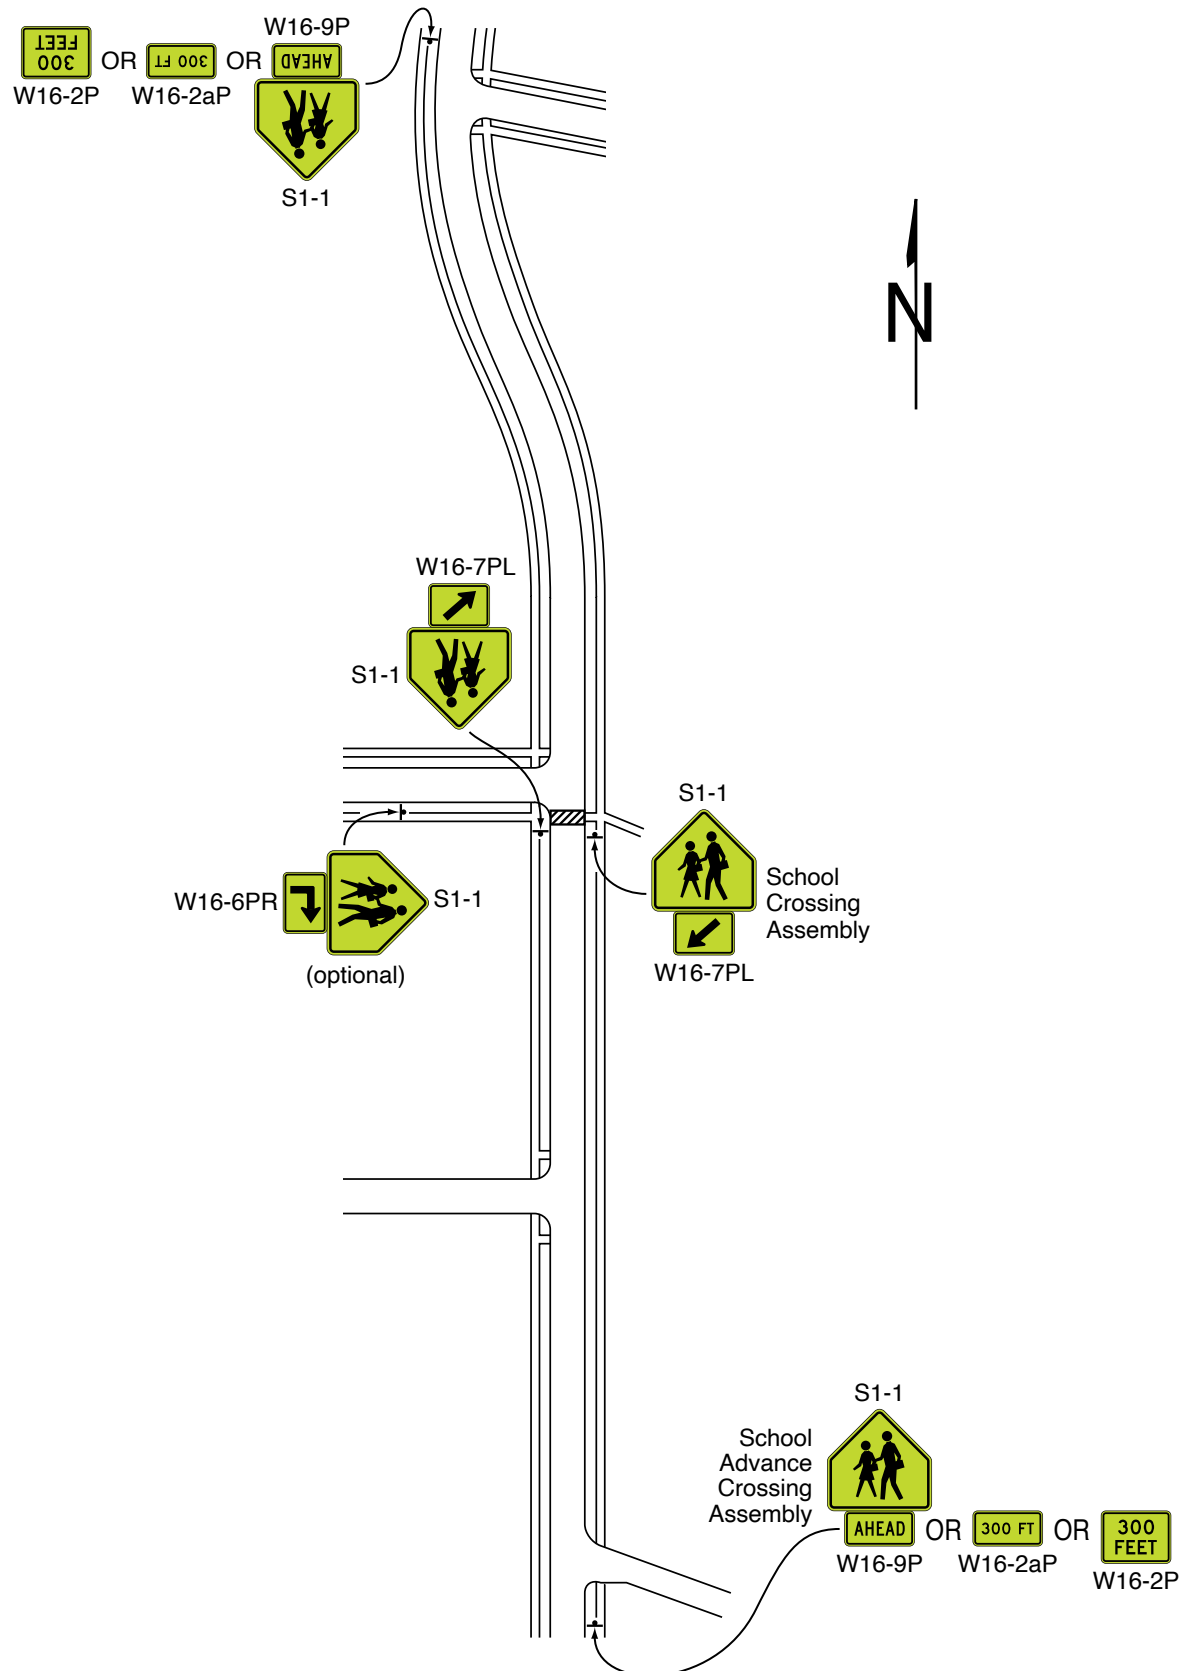 W16-9P
300
FEET
OR
300 FT
OR
AHEAD
W16-2P
W16-2aP
S1-1
N
W16-7PL
S1-1
S1-1
School
Crossing
Assembly
W16-7PL
W16-6PR
S1-1
(optional)
S1-1
School
Advance
Crossing
Assembly
AHEAD
OR
300 FT
OR
300
FEET
W16-9P
W16-2aP
W16-2P